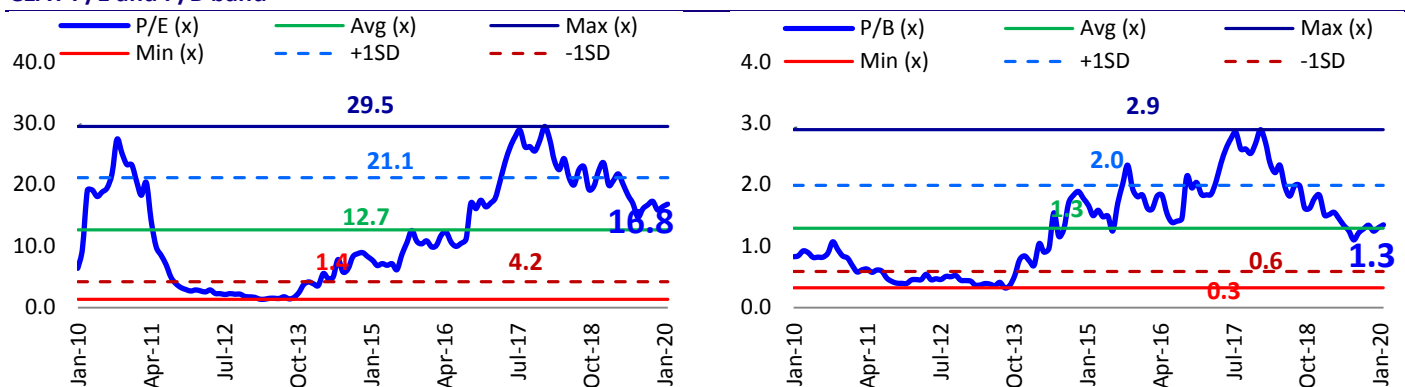 P/E (x) Avg (x) Max (x)
Min (x) +1SD -1SD
40.0
30.0
20.0
10.0
0.0
29.5
21.1
12.7
1.4
4.2
16.8
Jan-10
Apr-11
Jul-12
Oct-13
Jan-15
Apr-16
Jul-17
Oct-18
Jan-20
P/B (x) Avg (x) Max (x)
Min (x) +1SD -1SD
4.0
3.0
2.0
1.0
0.0
2.9
2.0
1.3
0.6
0.3
1.3
Jan-10
Apr-11
Jul-12
Oct-13
Jan-15
Apr-16
Jul-17
Oct-18
Jan-20